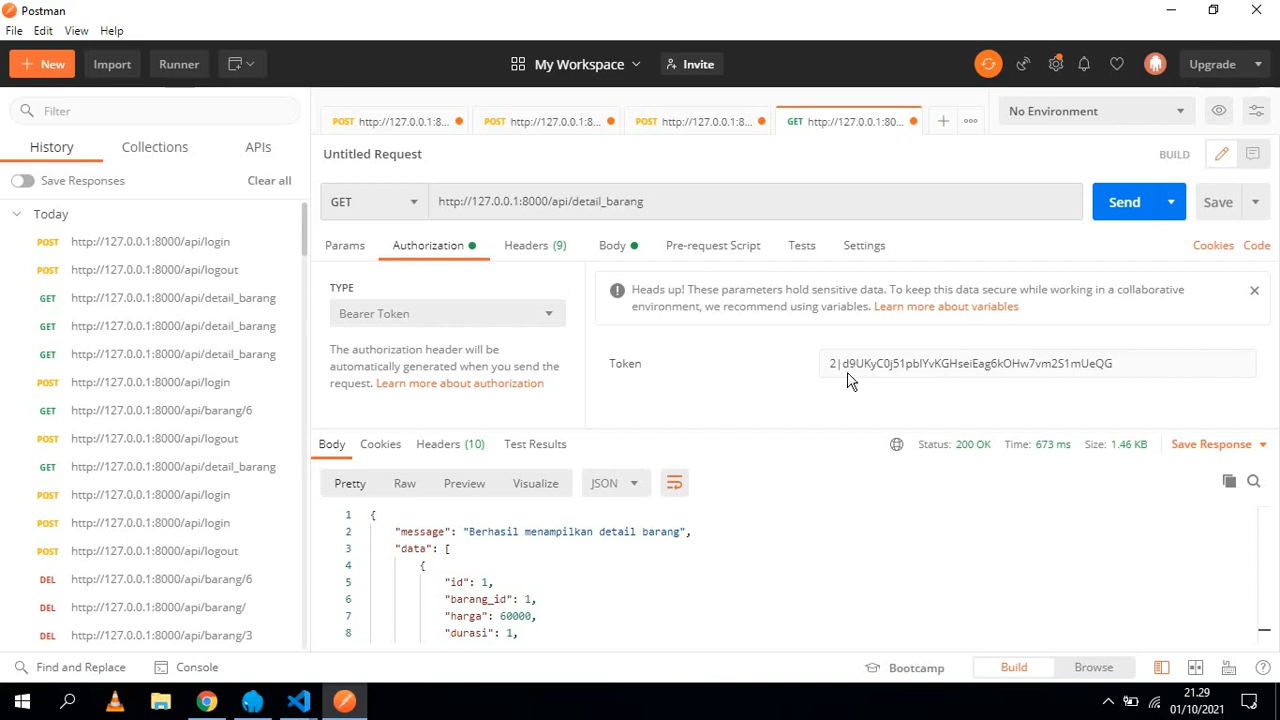 Postman
File Edit View Help
New Import Runner My Workspace Invite Upgrade
Filter
History Collections APIs
Save Responses Clear all
Today
POST http://127.0.0.1:8000/api/login
POST http://127.0.0.1:8000/api/logout
GET http://127.0.0.1:8000/api/detail_barang
GET http://127.0.0.1:8000/api/detail_barang
GET http://127.0.0.1:8000/api/detail_barang
POST http://127.0.0.1:8000/api/login
GET http://127.0.0.1:8000/api/barang/6
POST http://127.0.0.1:8000/api/logout
GET http://127.0.0.1:8000/api/detail_barang
POST http://127.0.0.1:8000/api/login
POST http://127.0.0.1:8000/api/login
POST http://127.0.0.1:8000/api/logout
DEL http://127.0.0.1:8000/api/barang/6
DEL http://127.0.0.1:8000/api/barang/
DEL http://127.0.0.1:8000/api/barang/3
POST http://127.0.0.1:8... POST http://127.0.0.1:8... POST http://127.0.0.1:8... GET http://127.0.0.1:80... No Environment
Untitled Request BUILD
GET http://127.0.0.1:8000/api/detail_barang Send Save
Params Authorization Headers (9) Body Pre-request Script Tests Settings Cookies Code
TYPE
Bearer Token
The authorization header will be
automatically generated when you send the
request. Learn more about authorization
Heads up! These parameters hold sensitive data. To keep this data secure while working in a collaborative
environment, we recommend using variables. Learn more about variables
Token 2|d9UKyC0j51pbIYvKGHseiEag6kOHw7vm2S1mUeQG
Body Cookies Headers (10) Test Results Status: 200 OK Time: 673 ms Size: 1.46 KB Save Response
Pretty Raw Preview Visualize JSON
1 {
2 "message": "Berhasil menampilkan detail barang",
3 "data": [
4 {
5 "id": 1,
6 "barang_id": 1,
7 "harga": 60000,
8 "durasi": 1,
Find and Replace Console Bootcamp Build Browse
21.29
01/10/2021